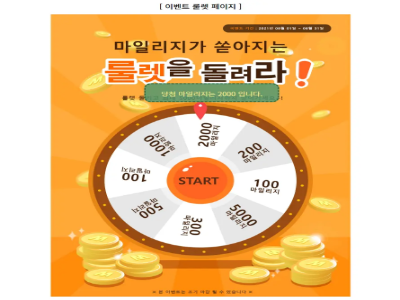 [ 이벤트 룰렛 페이지 ]
마일리지가 쏟아지는
룰렛을 돌려라!
당첨 마일리지는 2000 입니다.
2000
마일리지
200
마일리지
100
마일리지
5000
마일리지
300
마일리지
500
마일리지
100
마일리지
1000
마일리지
START